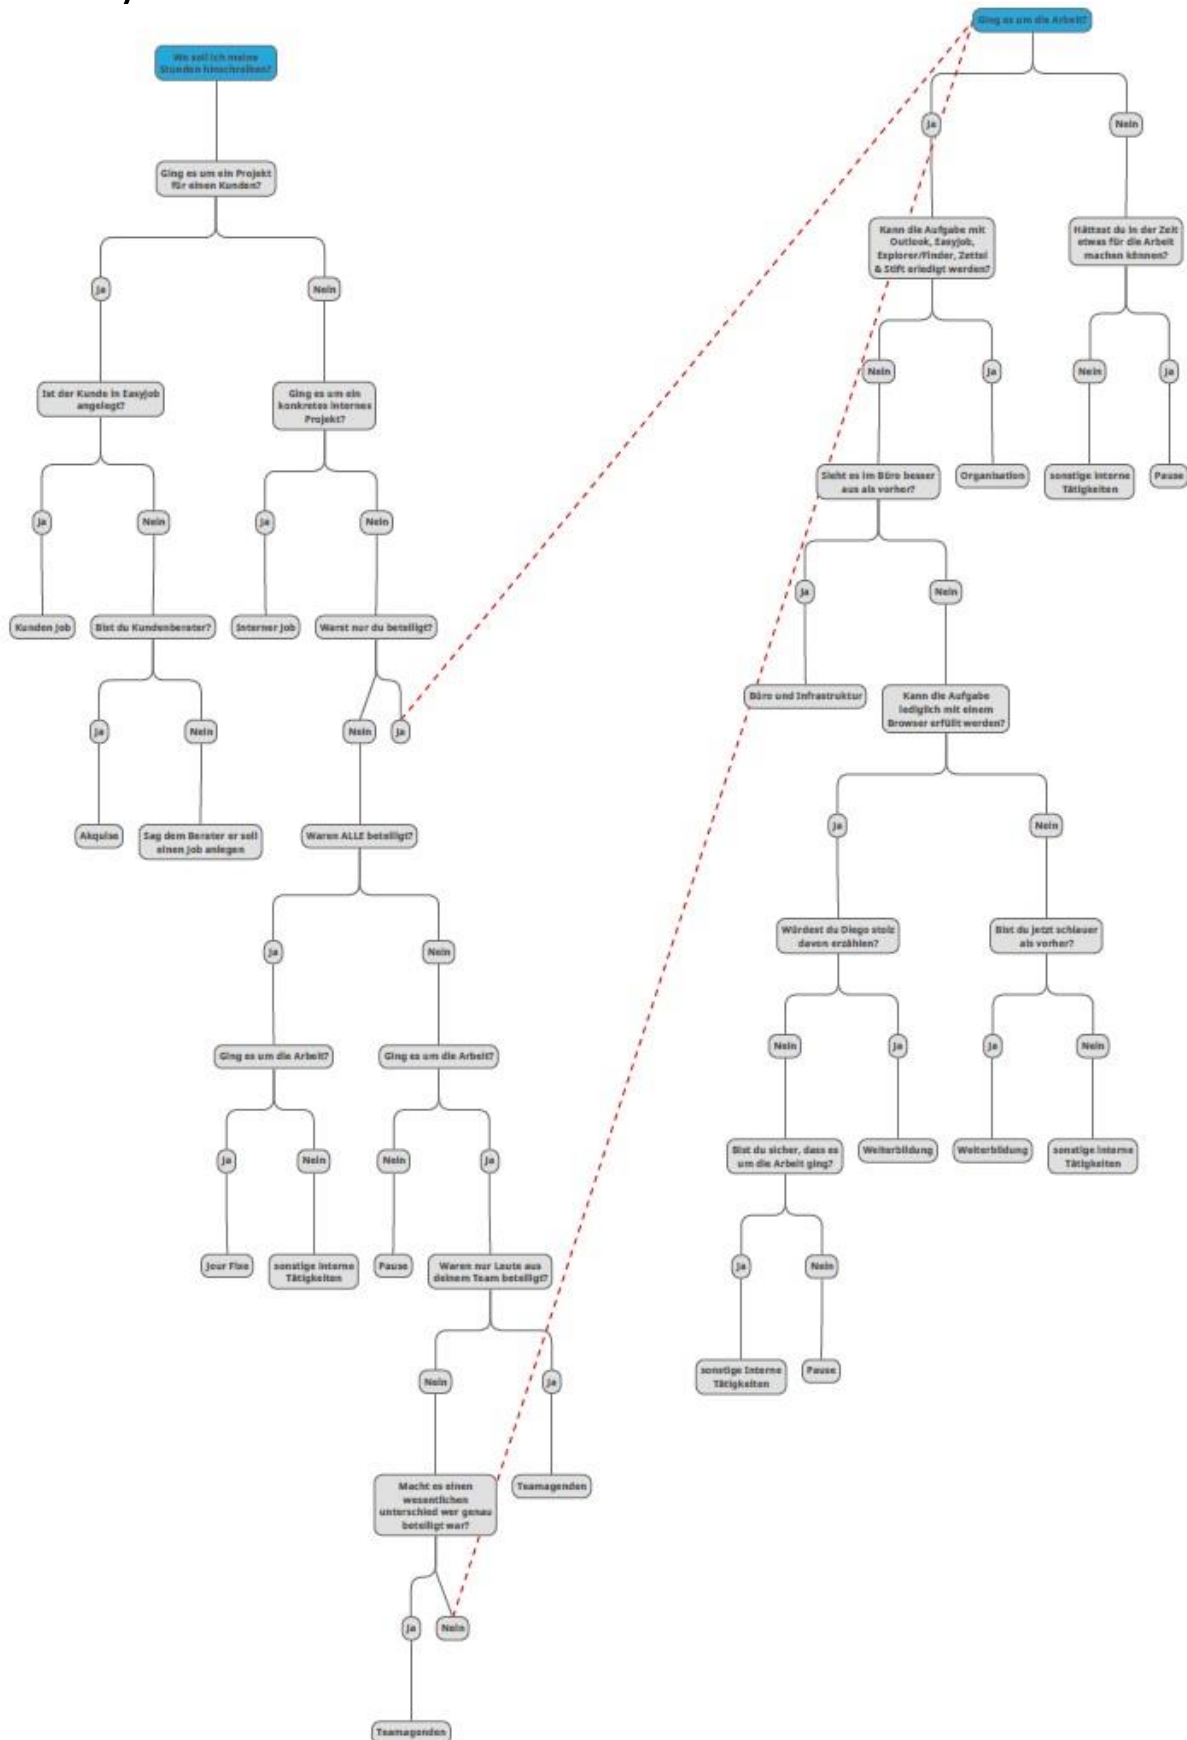 Wo soll ich meine
Stunden hinschreiben?
Ging es um ein Projekt
für einen Kunden?
Ja
Nein
Ist der Kunde in Easyjob
angelegt?
Ging es um ein
konkretes internes
Projekt?
Ja
Nein
Ja
Nein
Kunden Job
Bist du Kundenberater?
Interner Job
Warst nur du beteiligt?
Ja
Nein
Nein
Ja
Akquise
Sag dem Berater er soll
einen Job anlegen
Waren ALLE beteiligt?
Ja
Nein
Ging es um die Arbeit?
Ging es um die Arbeit?
Ja
Nein
Nein
Ja
Jour Fixe
sonstige interne
Tätigkeiten
Pause
Waren nur Leute aus
deinem Team beteiligt?
Nein
Ja
Macht es einen
wesentlichen
unterschied wer genau
beteiligt war?
Teamagenden
Ja
Nein
Teamagenden
Ging es um die Arbeit?
Ja
Nein
Kann die Aufgabe mit
Outlook, Easyjob,
Explorer/Finder, Zettel
& Stift erledigt werden?
Hättest du in der Zeit
etwas für die Arbeit
machen können?
Nein
Ja
Nein
Ja
Sieht es im Büro besser
aus als vorher?
Organisation
sonstige interne
Tätigkeiten
Pause
Ja
Nein
Büro und Infrastruktur
Kann die Aufgabe
lediglich mit einem
Browser erfüllt werden?
Ja
Nein
Würdest du Diego stolz
davon erzählen?
Bist du jetzt schlauer
als vorher?
Nein
Ja
Ja
Nein
Bist du sicher, dass es
um die Arbeit ging?
Weiterbildung
Weiterbildung
sonstige interne
Tätigkeiten
Ja
Nein
sonstige Interne
Tätigkeiten
Pause